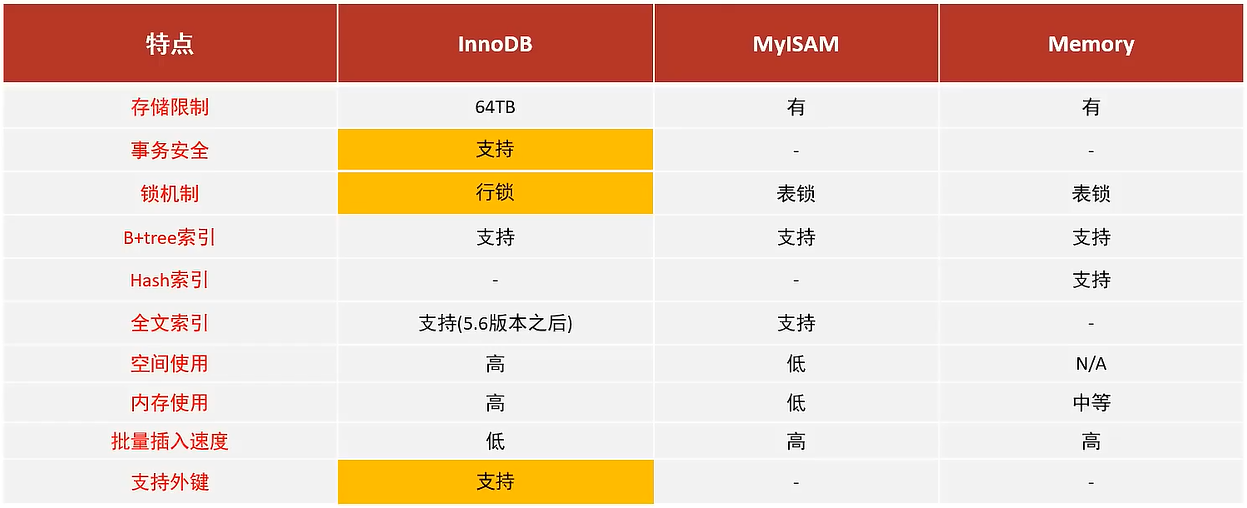 特点 InnoDB MyISAM Memory
存储限制 64TB 有 有
事务安全 支持 - -
锁机制 行锁 表锁 表锁
B+tree索引 支持 支持 支持
Hash索引 - - 支持
全文索引 支持(5.6版本之后) 支持 -
空间使用 高 低 N/A
内存使用 高 低 中等
批量插入速度 低 高 高
支持外键 支持 - -